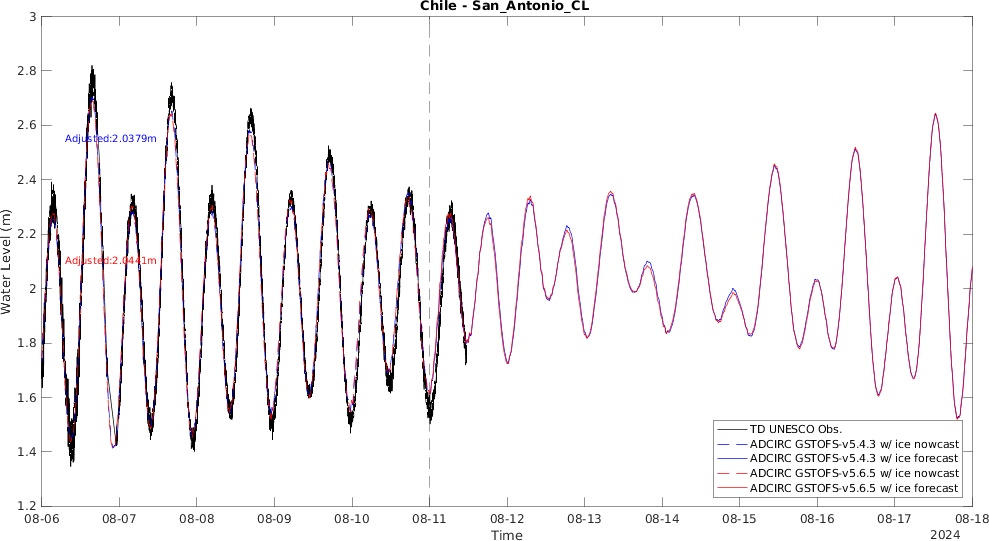 Chile - San_Antonio_CL
3
2.8
2.6
2.4
2.2
2
1.8
1.6
1.4
1.2
Water Level (m)
Adjusted:2.0379m
Adjusted:2.0441m
TD UNESCO Obs.
ADCIRC GSTOFS-v5.4.3 w/ ice nowcast
ADCIRC GSTOFS-v5.4.3 w/ ice forecast
ADCIRC GSTOFS-v5.6.5 w/ ice nowcast
ADCIRC GSTOFS-v5.6.5 w/ ice forecast
08-06 08-07 08-08 08-09 08-10 08-11 08-12 08-13 08-14 08-15 08-16 08-17 08-18
Time
2024